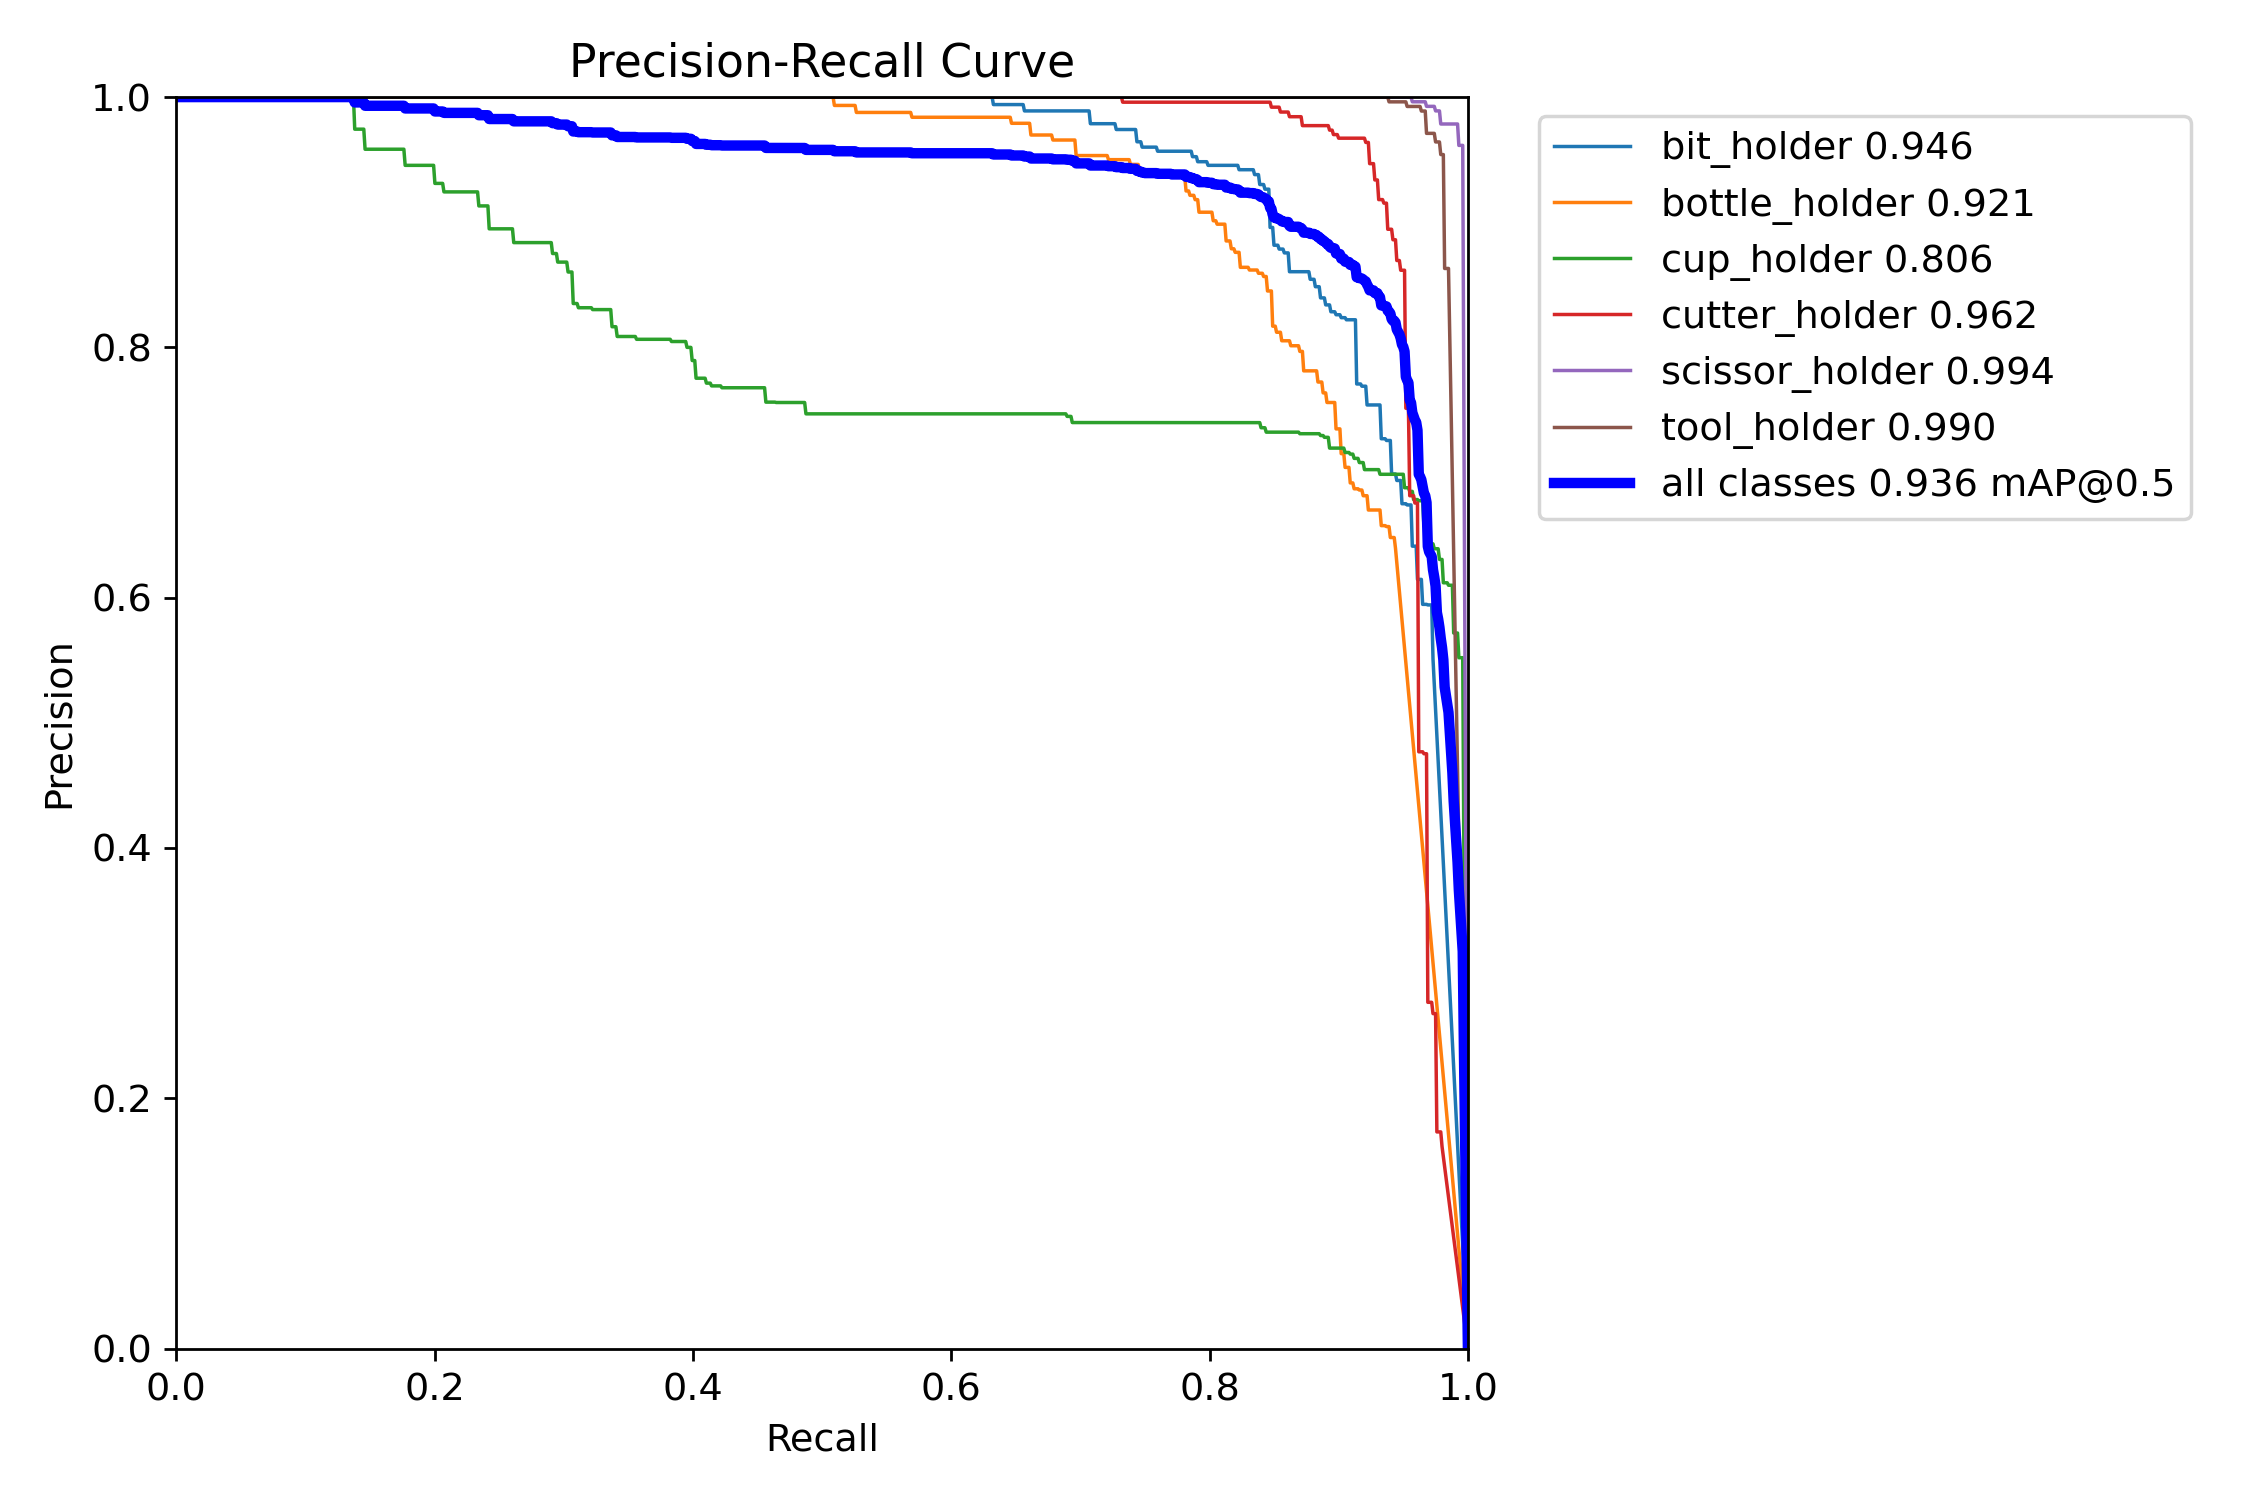 Precision-Recall Curve
1.0
0.8
0.6
0.4
0.2
0.0
Precision
0.0 0.2 0.4 0.6 0.8 1.0
Recall
bit_holder 0.946
bottle_holder 0.921
cup_holder 0.806
cutter_holder 0.962
scissor_holder 0.994
tool_holder 0.990
all classes 0.936 mAP@0.5